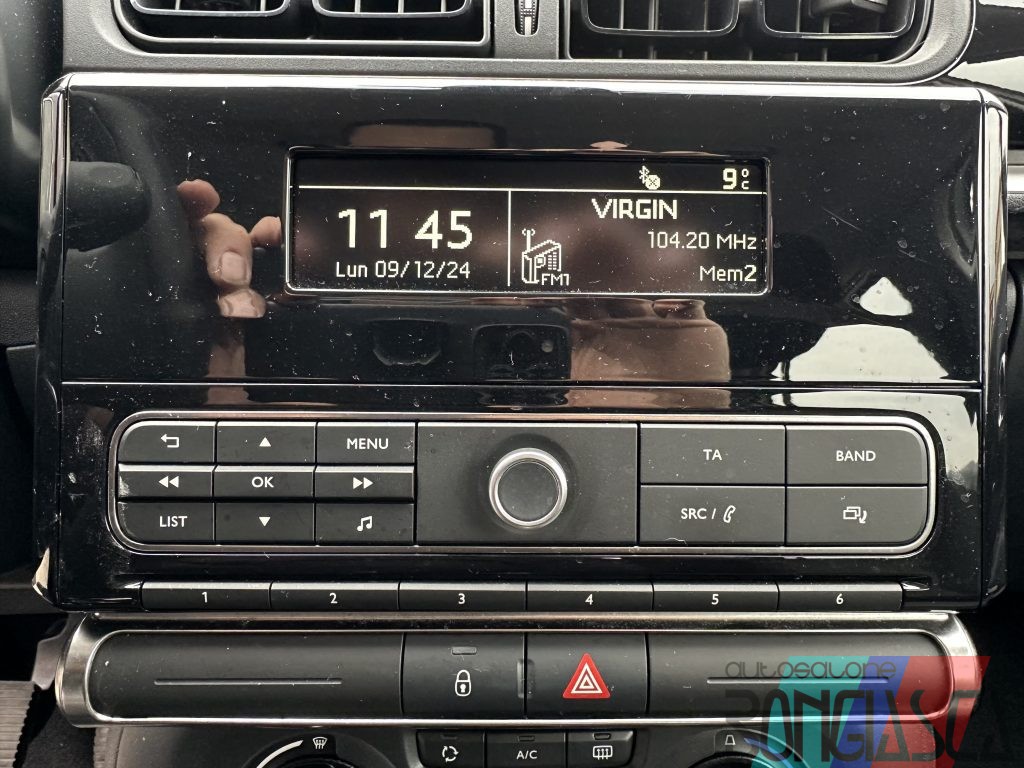 9°C
11 45
Lun 09/12/24
VIRGIN
104.20 MHz
FM1
Mem2
MENU
OK
LIST
TA
BAND
SRC /
1 2 3 4 5 6
A/C
autosalone
RONGIASCA